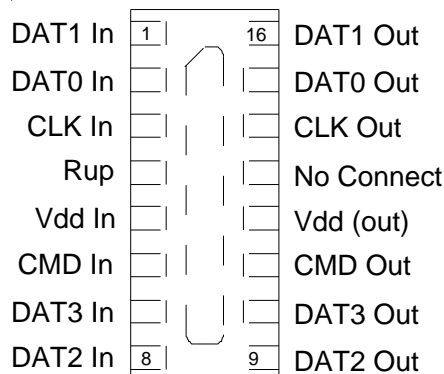 DAT1 In 1 16 DAT1 Out
DAT0 In DAT0 Out
CLK In CLK Out
Rup No Connect
Vdd In Vdd (out)
CMD In CMD Out
DAT3 In DAT3 Out
DAT2 In 8 9 DAT2 Out